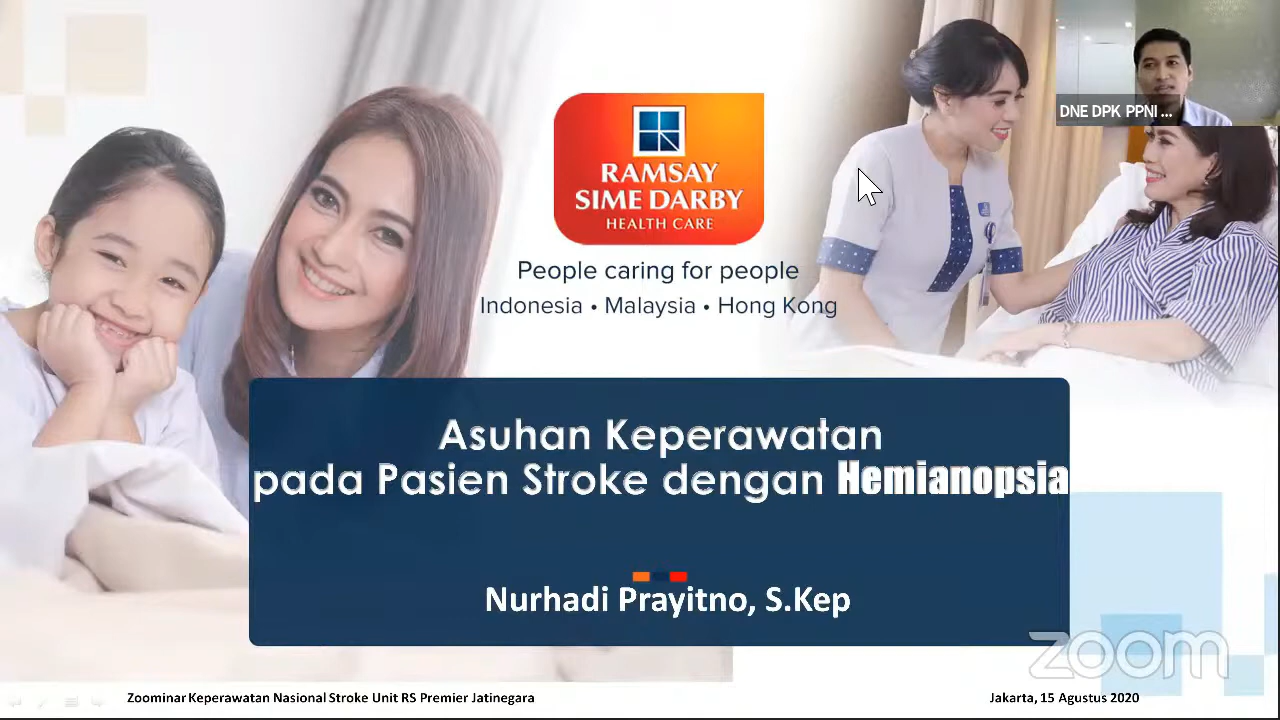 DNE DPK PPNI ...
RAMSAY
SIME DARBY
HEALTH CARE
People caring for people
Indonesia • Malaysia • Hong Kong
Asuhan Keperawatan
pada Pasien Stroke dengan Hemianopsia
Nurhadi Prayitno, S.Kep
zoom
Zoominar Keperawatan Nasional Stroke Unit RS Premier Jatinegara
Jakarta, 15 Agustus 2020